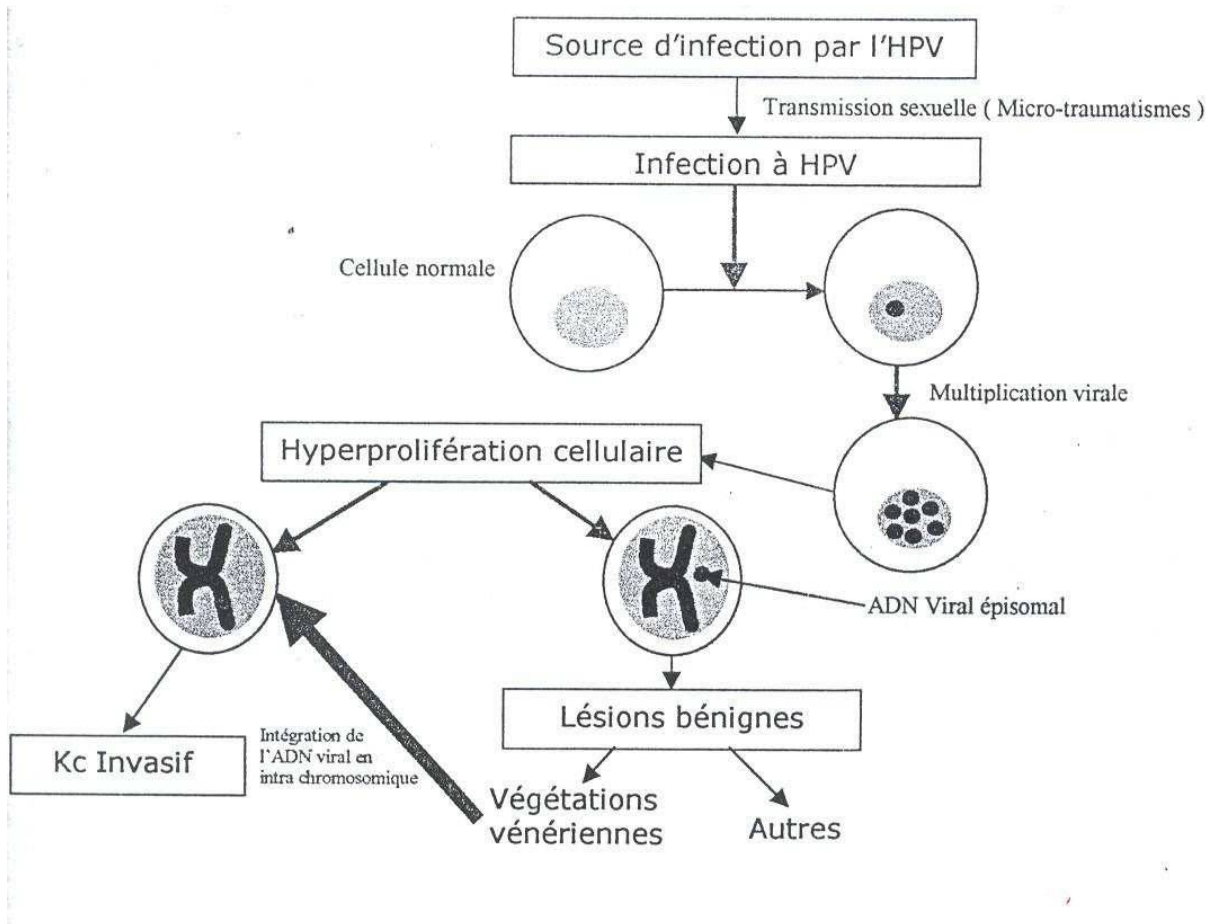 Source d'infection par l'HPV
Transmission sexuelle ( Micro-traumatismes )
Infection à HPV
Cellule normale
Multiplication virale
Hyperprolifération cellulaire
ADN Viral épisomal
Lésions bénignes
Kc Invasif
Intégration de
l'ADN viral en
intra chromosomique
Végétations
vénériennes
Autres